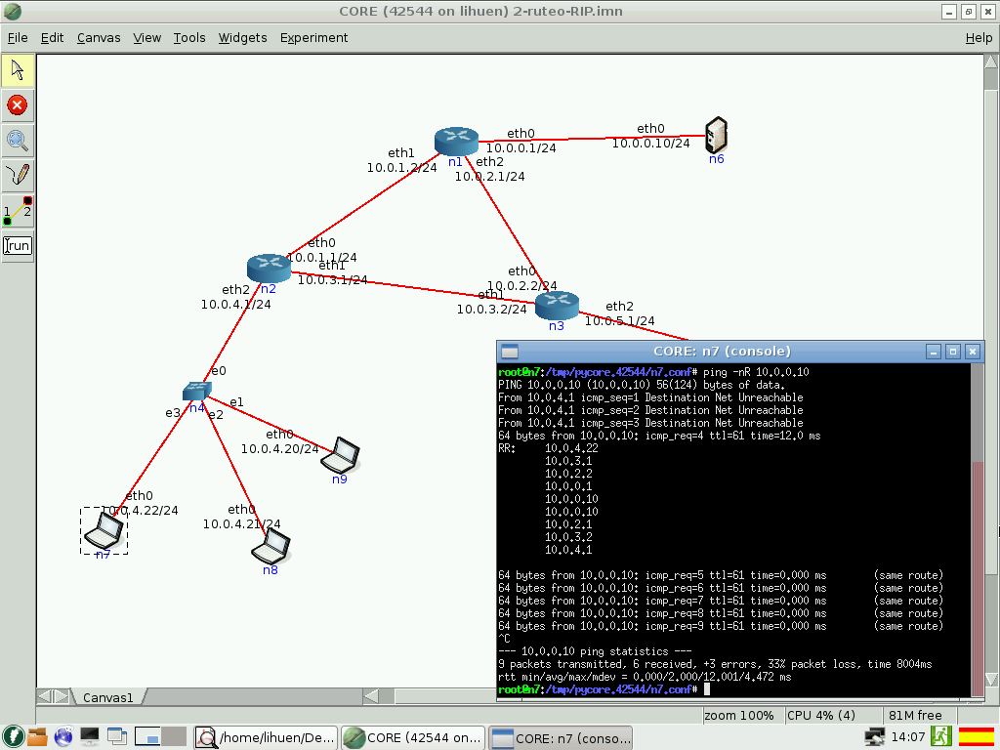 CORE (42544 on lihuen) 2-ruteo-RIP.imn
File Edit Canvas View Tools Widgets Experiment Help
eth0
10.0.0.1/24
eth0
10.0.0.10/24
n6
n1
eth1
10.0.1.2/24
eth2
10.0.2.1/24
eth0
10.0.1.1/24
eth1
10.0.3.1/24
n2
eth2
10.0.4.1/24
eth0
10.0.2.2/24
eth1
10.0.3.2/24
eth2
10.0.5.1/24
n3
1 2
run
e0
n4
e1
e2
e3
eth0
10.0.4.20/24
n9
eth0
10.0.4.22/24
n7
eth0
10.0.4.21/24
n8
CORE: n7 (console)
root@n7:/tmp/pycore.42544/n7.conf# ping -nR 10.0.0.10
PING 10.0.0.10 (10.0.0.10) 56(124) bytes of data.
From 10.0.4.1 icmp_seq=1 Destination Net Unreachable
From 10.0.4.1 icmp_seq=2 Destination Net Unreachable
From 10.0.4.1 icmp_seq=3 Destination Net Unreachable
64 bytes from 10.0.0.10: icmp_req=4 ttl=61 time=12.0 ms
RR: 10.0.4.22
10.0.3.1
10.0.2.2
10.0.0.1
10.0.0.10
10.0.0.10
10.0.2.1
10.0.3.2
10.0.4.1
64 bytes from 10.0.0.10: icmp_req=5 ttl=61 time=0.000 ms (same route)
64 bytes from 10.0.0.10: icmp_req=6 ttl=61 time=0.000 ms (same route)
64 bytes from 10.0.0.10: icmp_req=7 ttl=61 time=0.000 ms (same route)
64 bytes from 10.0.0.10: icmp_req=8 ttl=61 time=0.000 ms (same route)
64 bytes from 10.0.0.10: icmp_req=9 ttl=61 time=0.000 ms (same route)
^C
--- 10.0.0.10 ping statistics ---
9 packets transmitted, 6 received, +3 errors, 33% packet loss, time 8004ms
rtt min/avg/max/mdev = 0.000/2.000/12.001/4.472 ms
root@n7:/tmp/pycore.42544/n7.conf#
Canvas1
zoom 100% CPU 4% (4) 81M free
/home/lihuen/De... CORE (42544 on... CORE: n7 (conso... 14:07